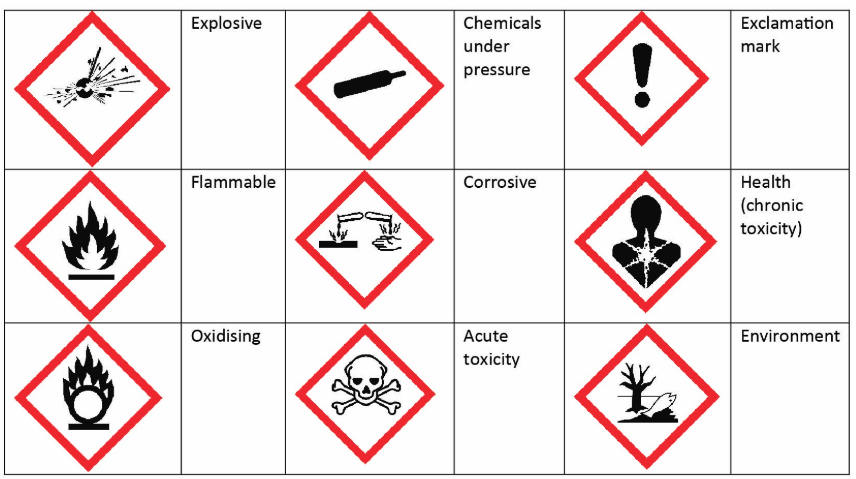 Explosive
Chemicals
under
pressure
Exclamation
mark
Flammable
Corrosive
Health
(chronic
toxicity)
Oxidising
Acute
toxicity
Environment